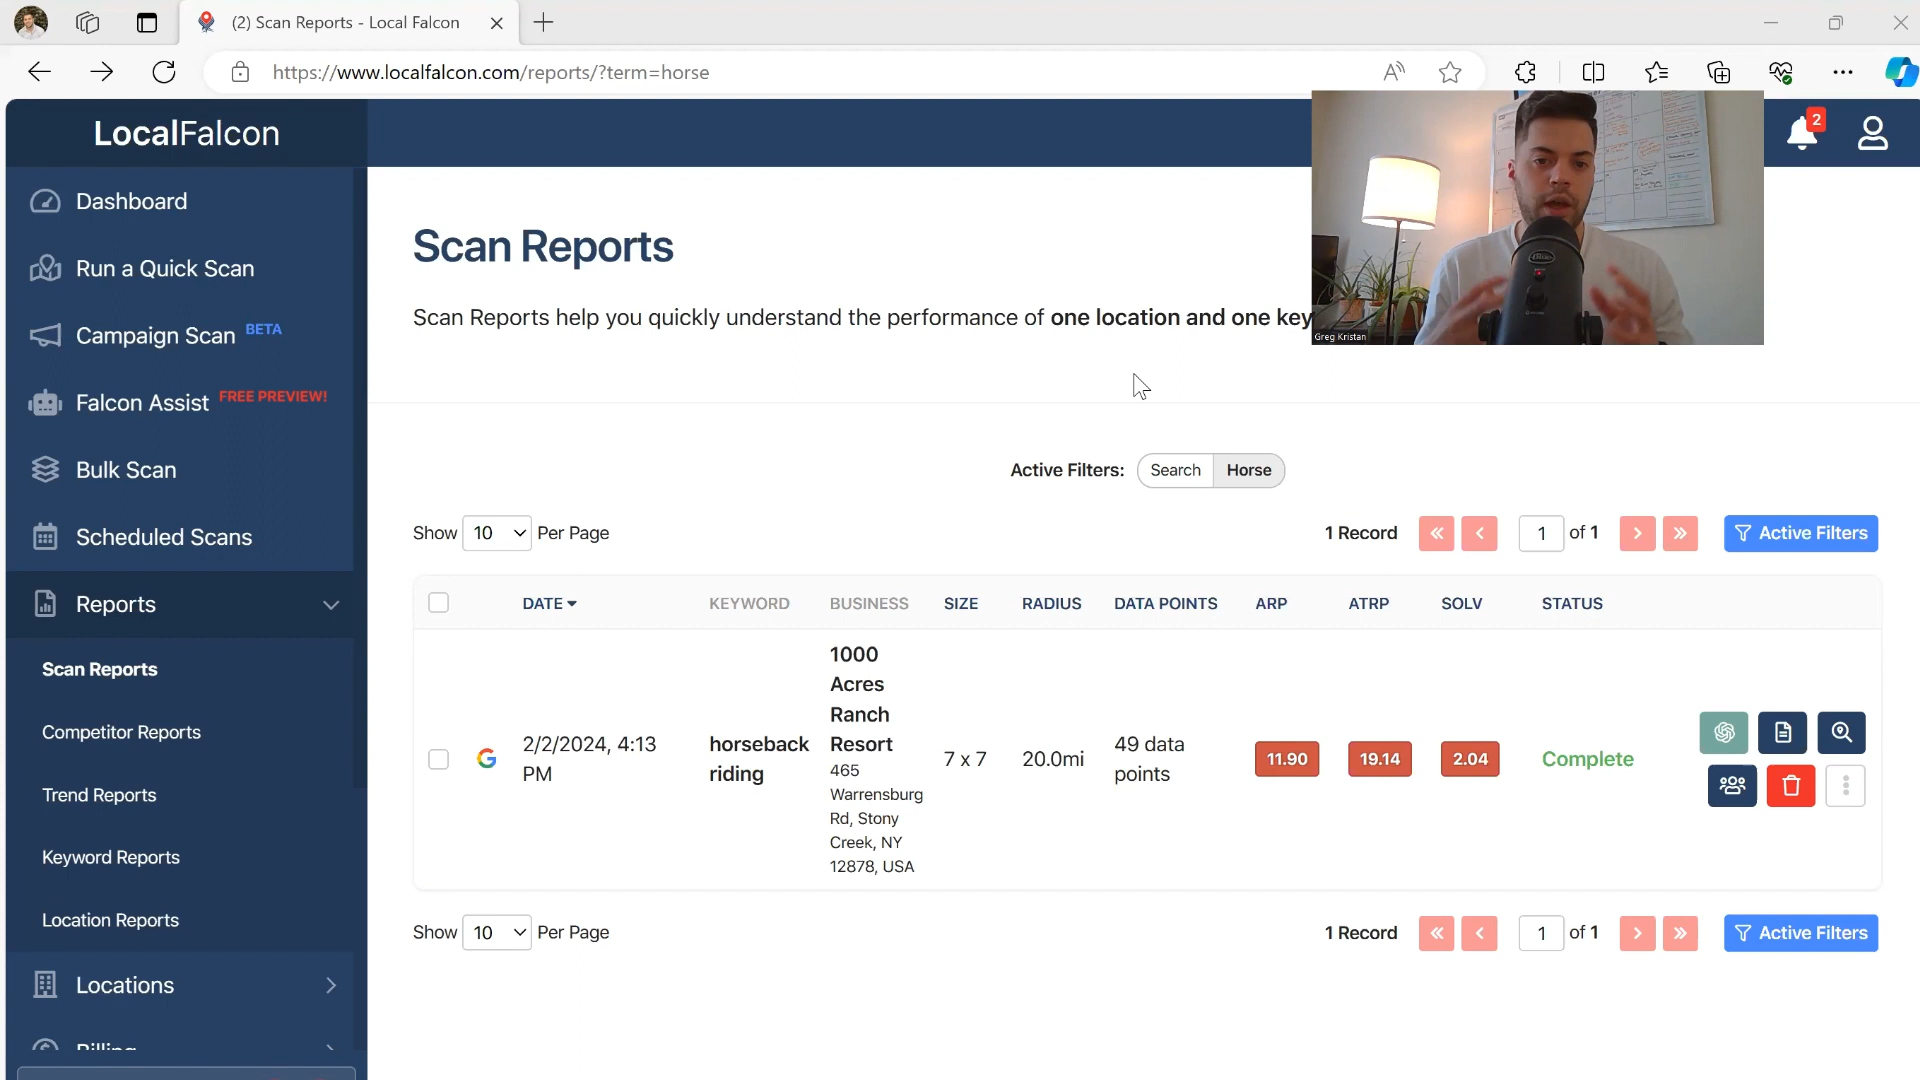 (2) Scan Reports - Local Falcon
https://www.localfalcon.com/reports/?term=horse
LocalFalcon
2
Dashboard
Run a Quick Scan
Campaign Scan BETA
Falcon Assist FREE PREVIEW!
Bulk Scan
Scheduled Scans
Reports
Scan Reports
Competitor Reports
Trend Reports
Keyword Reports
Location Reports
Locations
Billing
Scan Reports
Scan Reports help you quickly understand the performance of one location and one key
Greg Kristan
Active Filters: Search Horse
Show 10 Per Page
1 Record « ‹ 1 of 1 › » Active Filters
DATE KEYWORD BUSINESS SIZE RADIUS DATA POINTS ARP ATRP SOLV STATUS
2/2/2024, 4:13
PM
horseback
riding
1000
Acres
Ranch
Resort
465
Warrensburg
Rd, Stony
Creek, NY
12878, USA
7 x 7
20.0mi
49 data
points
11.90
19.14
2.04
Complete
Show 10 Per Page
1 Record « ‹ 1 of 1 › » Active Filters